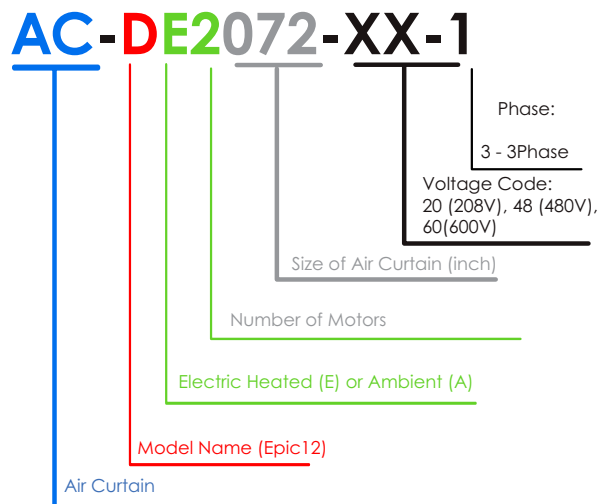 AC-DE2072-XX-1
Phase:
3 - 3Phase
Voltage Code:
20 (208V), 48 (480V),
60(600V)
Size of Air Curtain (inch)
Number of Motors
Electric Heated (E) or Ambient (A)
Model Name (Epic12)
Air Curtain